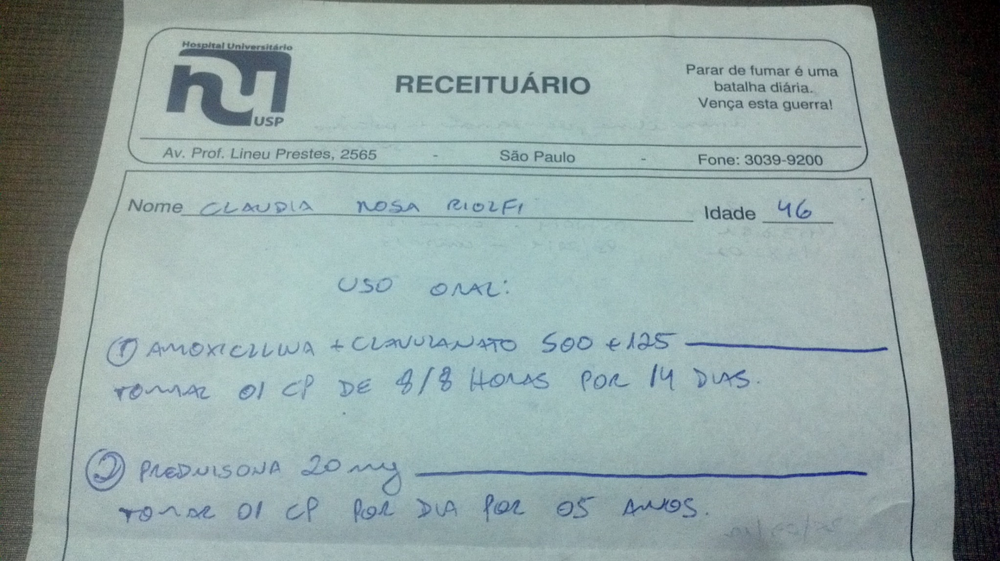 Hospital Universitário
hu
USP
RECEITUÁRIO
Parar de fumar é uma
batalha diária.
Vença esta guerra!
Av. Prof. Lineu Prestes, 2565 - São Paulo - Fone: 3039-9200
Nome CLAUDIA ROSA RIOLFI Idade 46
USO ORAL:
1 AMOXICILINA + CLAVULANATO 500 + 125
TOMAR 01 CP DE 8/8 HORAS POR 14 DIAS.
2 PREDNISONA 20 mg
TOMAR 01 CP POR DIA POR 05 ANOS.